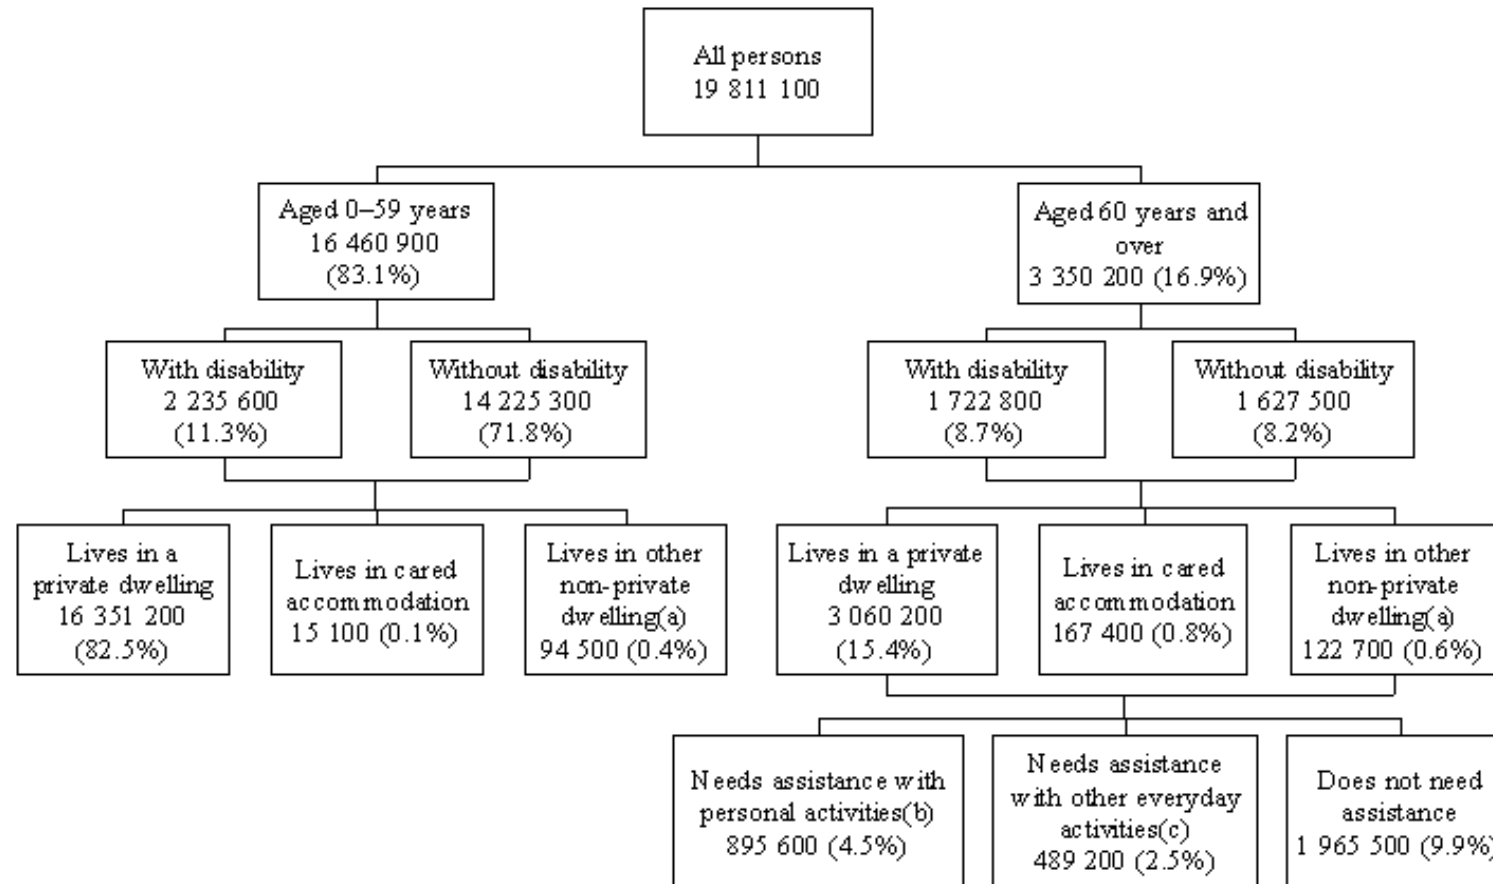 All persons
19 811 100
Aged 0–59 years
16 460 900
(83.1%)
Aged 60 years and
over
3 350 200 (16.9%)
With disability
2 235 600
(11.3%)
Without disability
14 225 300
(71.8%)
With disability
1 722 800
(8.7%)
Without disability
1 627 500
(8.2%)
Lives in a
private dwelling
16 351 200
(82.5%)
Lives in cared
accommodation
15 100 (0.1%)
Lives in other
non-private
dwelling(a)
94 500 (0.4%)
Lives in a private
dwelling
3 060 200
(15.4%)
Lives in cared
accommodation
167 400 (0.8%)
Lives in other
non-private
dwelling(a)
122 700 (0.6%)
Needs assistance with
personal activities(b)
895 600 (4.5%)
Needs assistance
with other everyday
activities(c)
489 200 (2.5%)
Does not need
assistance
1 965 500 (9.9%)